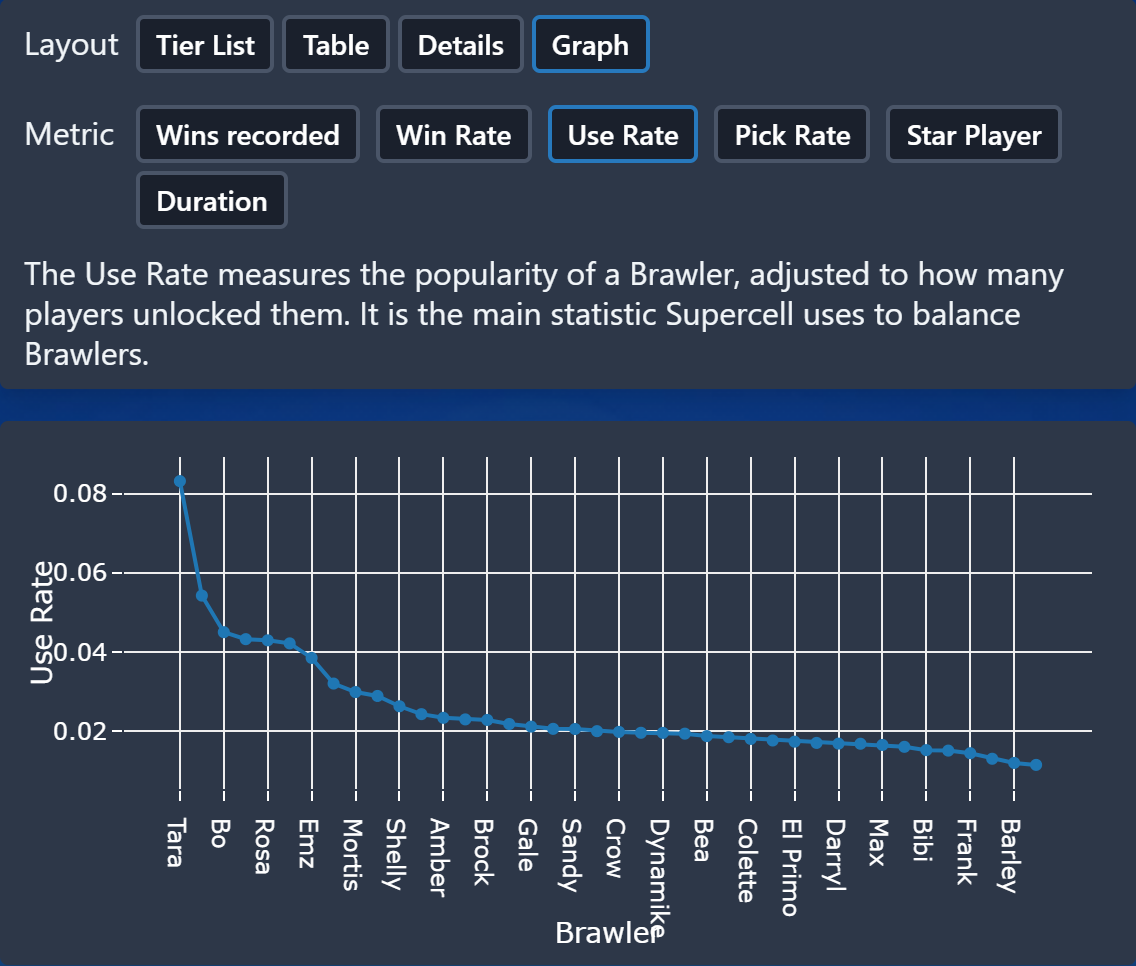 Layout Tier List Table Details Graph
Metric Wins recorded Win Rate Use Rate Pick Rate Star Player
Duration
The Use Rate measures the popularity of a Brawler, adjusted to how many
players unlocked them. It is the main statistic Supercell uses to balance
Brawlers.
0.08
0.06
0.04
0.02
Use Rate
Tara
Bo
Rosa
Emz
Mortis
Shelly
Amber
Brock
Gale
Sandy
Crow
Dynamike
Bea
Colette
El Primo
Darryl
Max
Bibi
Frank
Barley
Brawler